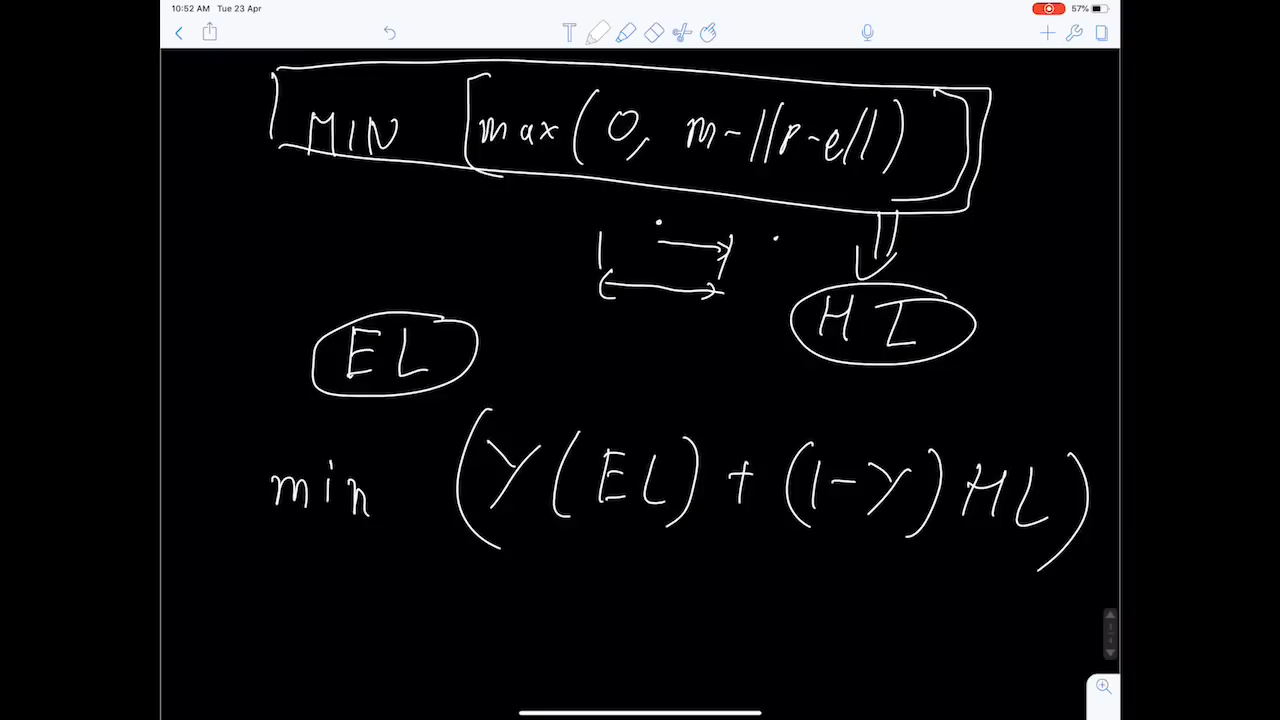 10:52 AM Tue 23 Apr 57%
MIN [max(0, m-||p-e||)]
HL
EL
min (Y(EL) + (1-Y)HL)